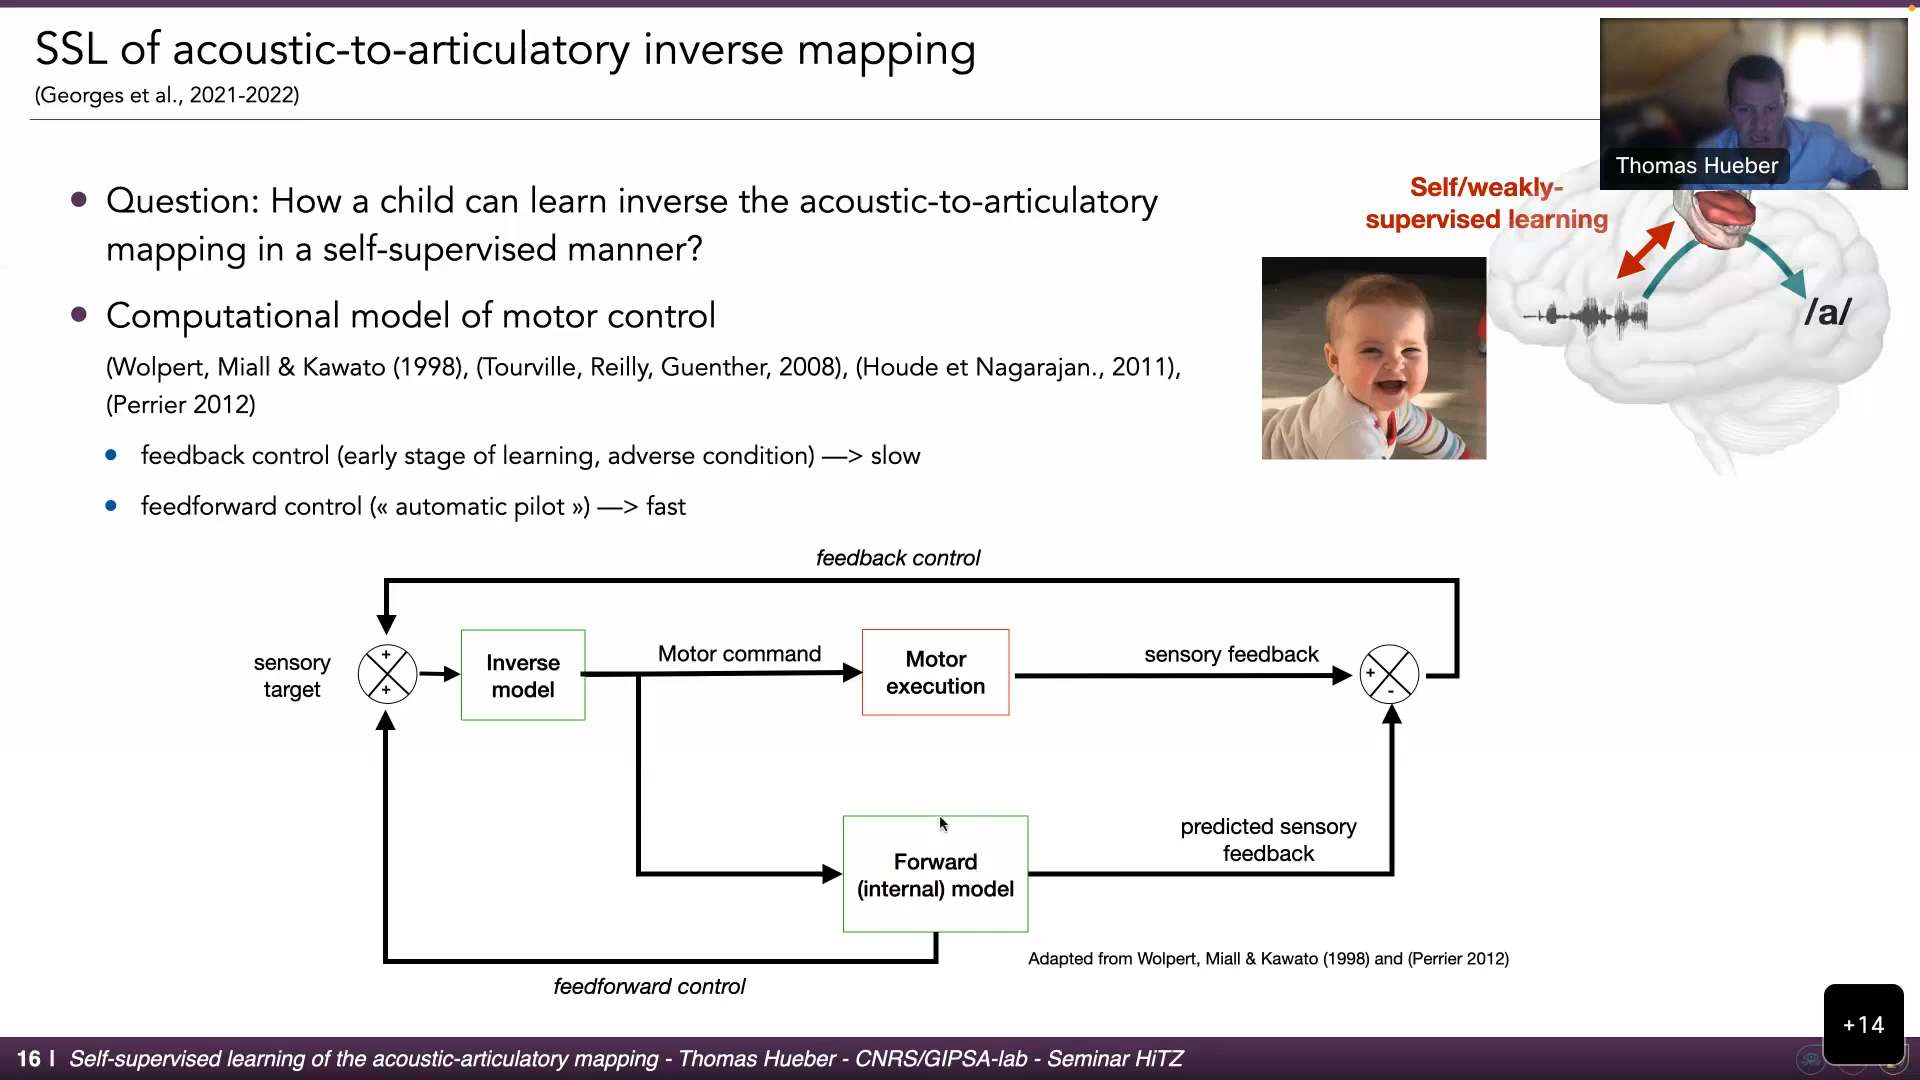 SSL of acoustic-to-articulatory inverse mapping
(Georges et al., 2021-2022)
Thomas Hueber
Self/weakly-
supervised learning
Question: How a child can learn inverse the acoustic-to-articulatory
mapping in a self-supervised manner?
/a/
Computational model of motor control
(Wolpert, Miall & Kawato (1998), (Tourville, Reilly, Guenther, 2008), (Houde et Nagarajan., 2011),
(Perrier 2012)
feedback control (early stage of learning, adverse condition) —> slow
feedforward control (« automatic pilot ») —> fast
feedback control
sensory
target
+
+
Inverse
model
Motor command
Motor
execution
sensory feedback
+
-
predicted sensory
feedback
Forward
(internal) model
Adapted from Wolpert, Miall & Kawato (1998) and (Perrier 2012)
feedforward control
+14
16 | Self-supervised learning of the acoustic-articulatory mapping - Thomas Hueber - CNRS/GIPSA-lab - Seminar HiTZ